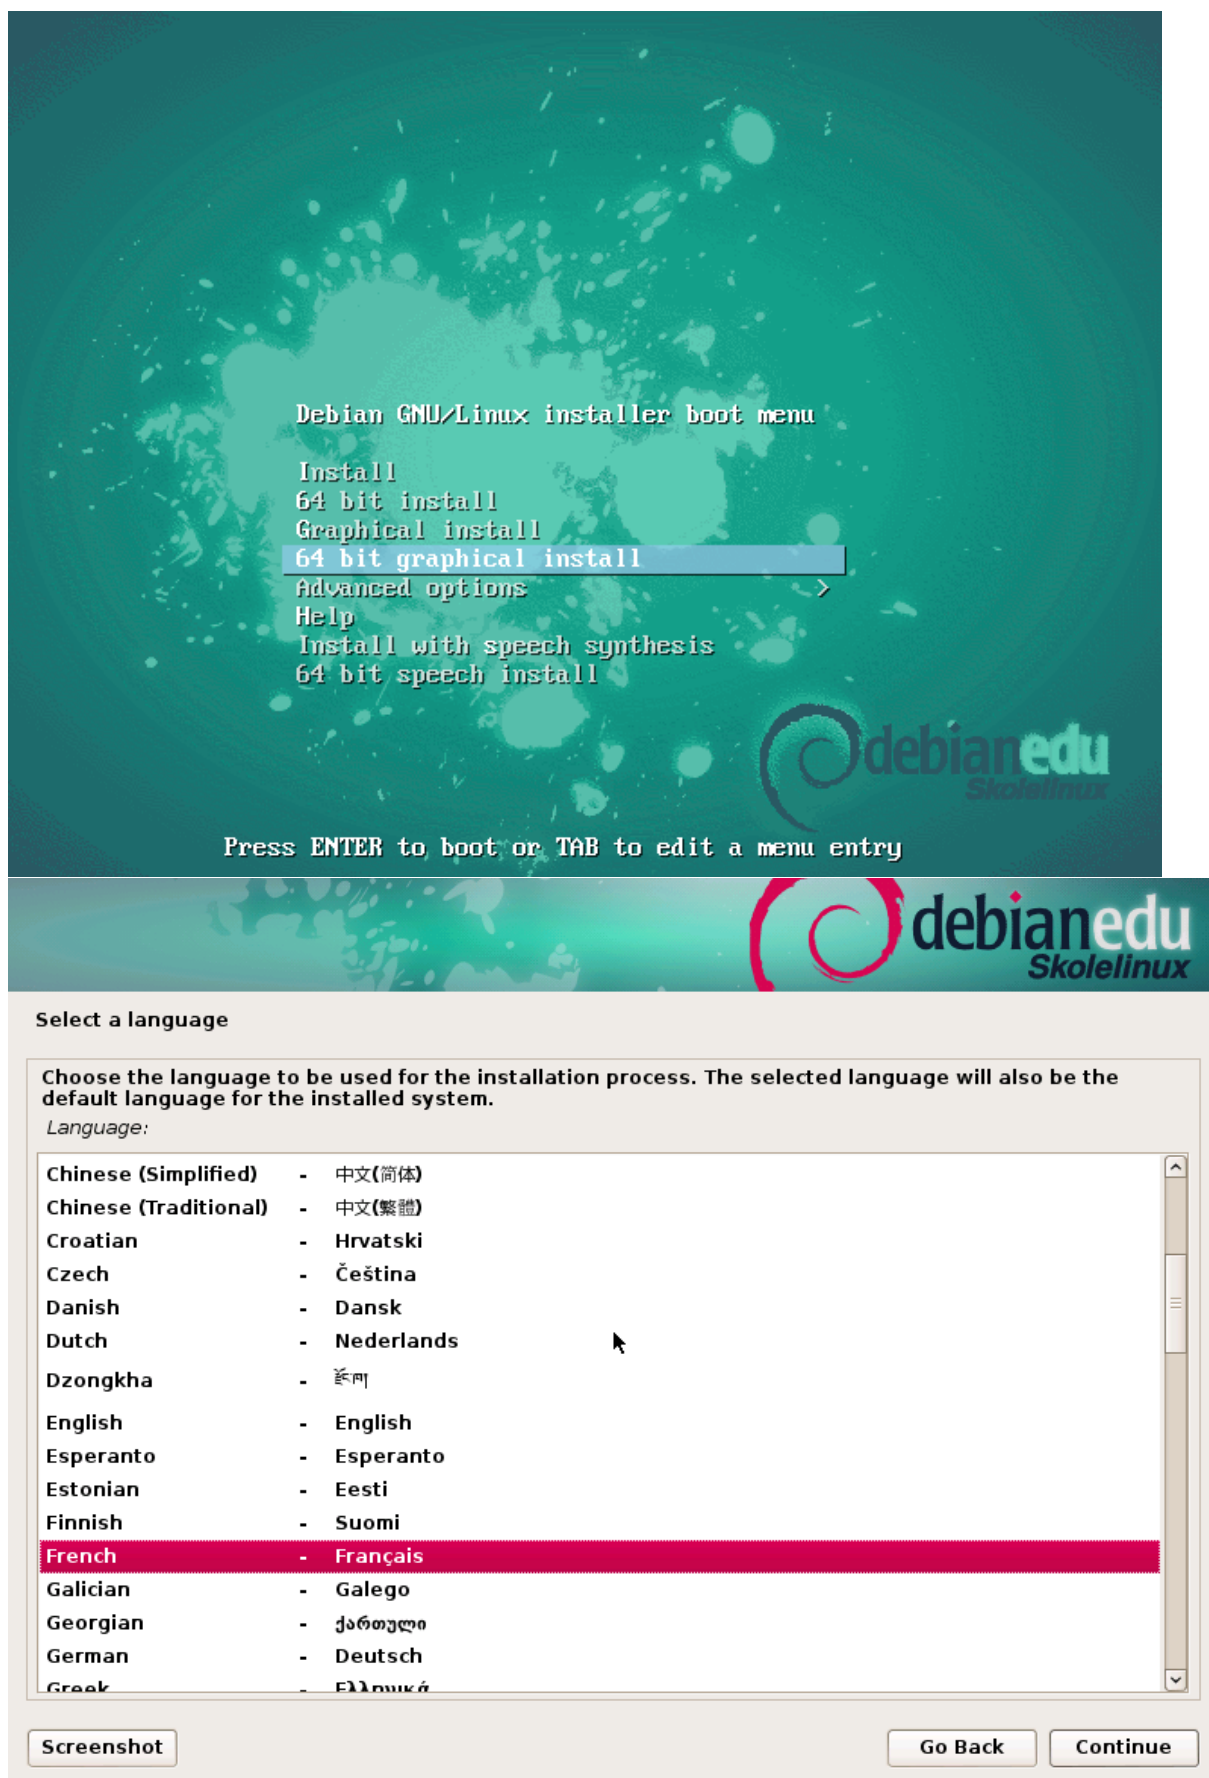 Debian GNU/Linux installer boot menu
Install
64 bit install
Graphical install
64 bit graphical install
Advanced options >
Help
Install with speech synthesis
64 bit speech install
debianedu
Skolelinux
Press ENTER to boot or TAB to edit a menu entry
debianedu
Skolelinux
Select a language
Choose the language to be used for the installation process. The selected language will also be the
default language for the installed system.
Language:
Chinese (Simplified) - 中文(简体)
Chinese (Traditional) - 中文(繁體)
Croatian - Hrvatski
Czech - Čeština
Danish - Dansk
Dutch - Nederlands
Dzongkha - རྫོང་ཁ།
English - English
Esperanto - Esperanto
Estonian - Eesti
Finnish - Suomi
French - Français
Galician - Galego
Georgian - ქართული
German - Deutsch
Greek - Ελληνικά
Screenshot Go Back Continue